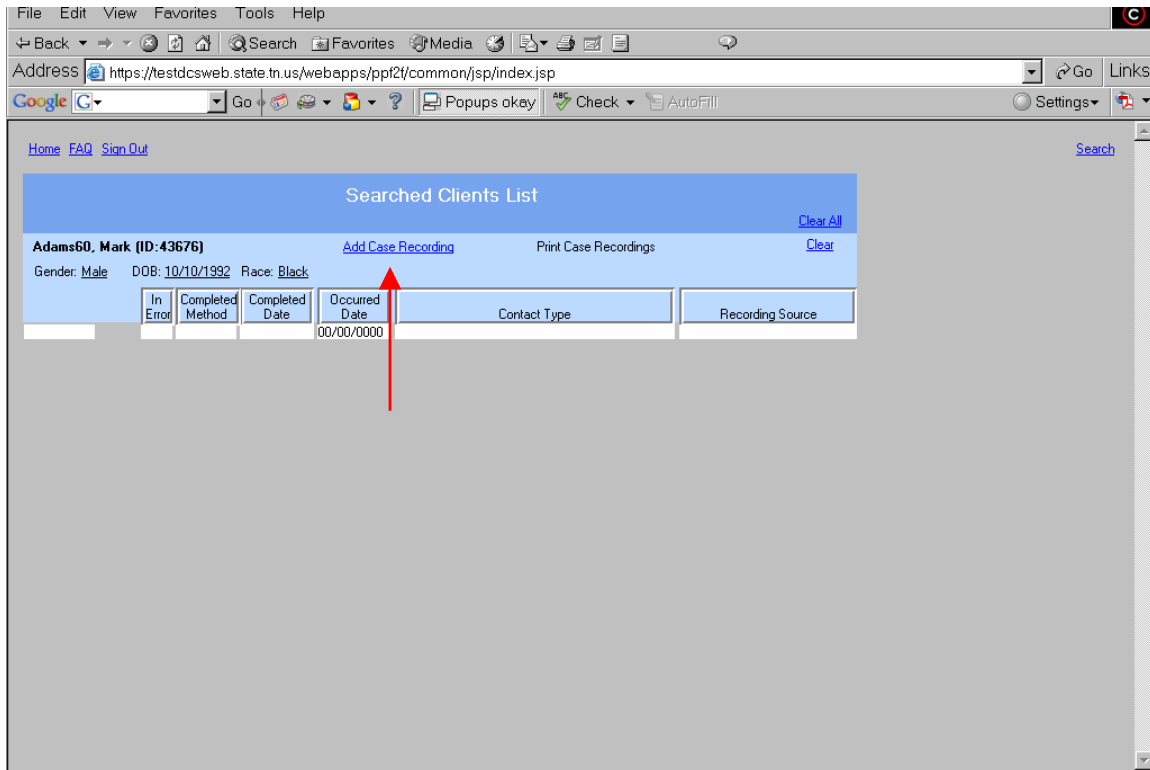 File Edit View Favorites Tools Help
Back Search Favorites Media
Address https://testdcsweb.state.tn.us/webapps/ppf2f/common/jsp/index.jsp Go Links
Google G Go Popups okay ABC Check AutoFill Settings
Home FAQ Sign Out Search
Searched Clients List
Clear All
Adams60, Mark (ID:43676) Add Case Recording Print Case Recordings Clear
Gender: Male DOB: 10/10/1992 Race: Black
In Error Completed Method Completed Date Occurred Date Contact Type Recording Source
00/00/0000